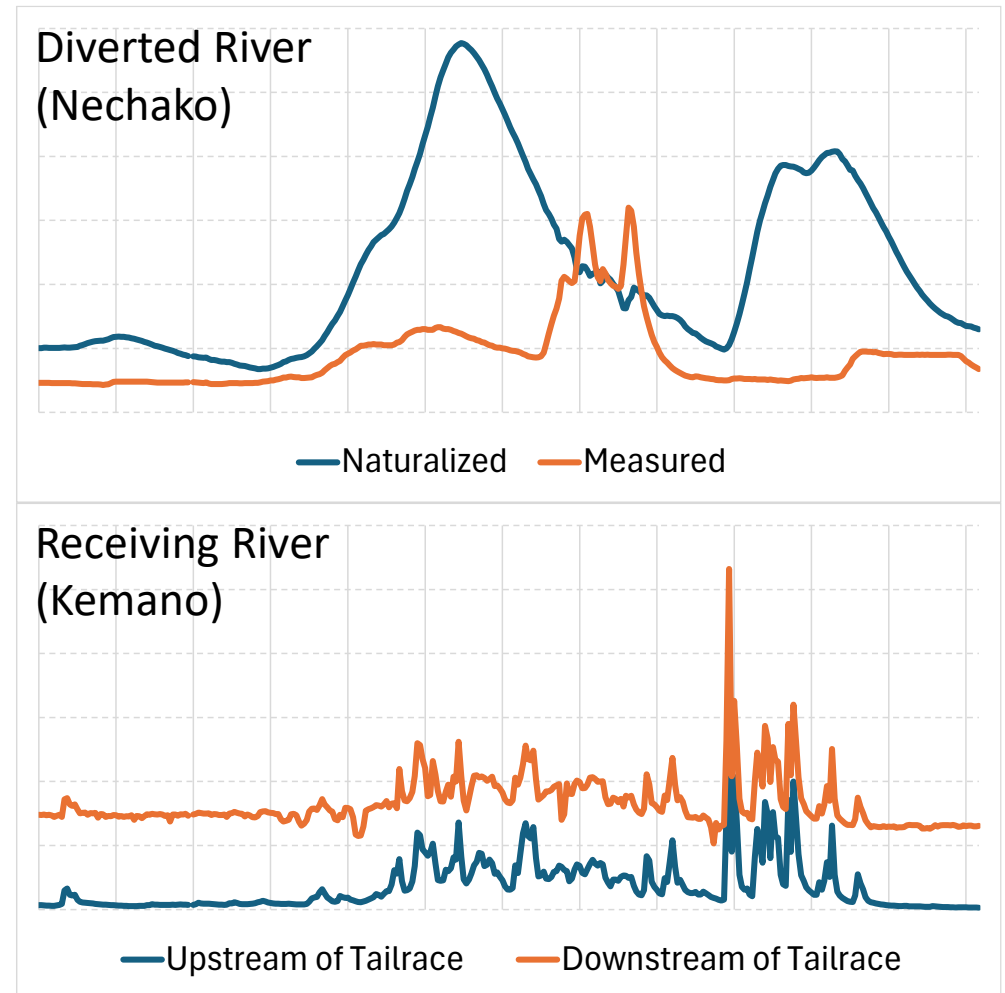 Diverted River
(Nechako)
Naturalized Measured
Receiving River
(Kemano)
Upstream of Tailrace Downstream of Tailrace